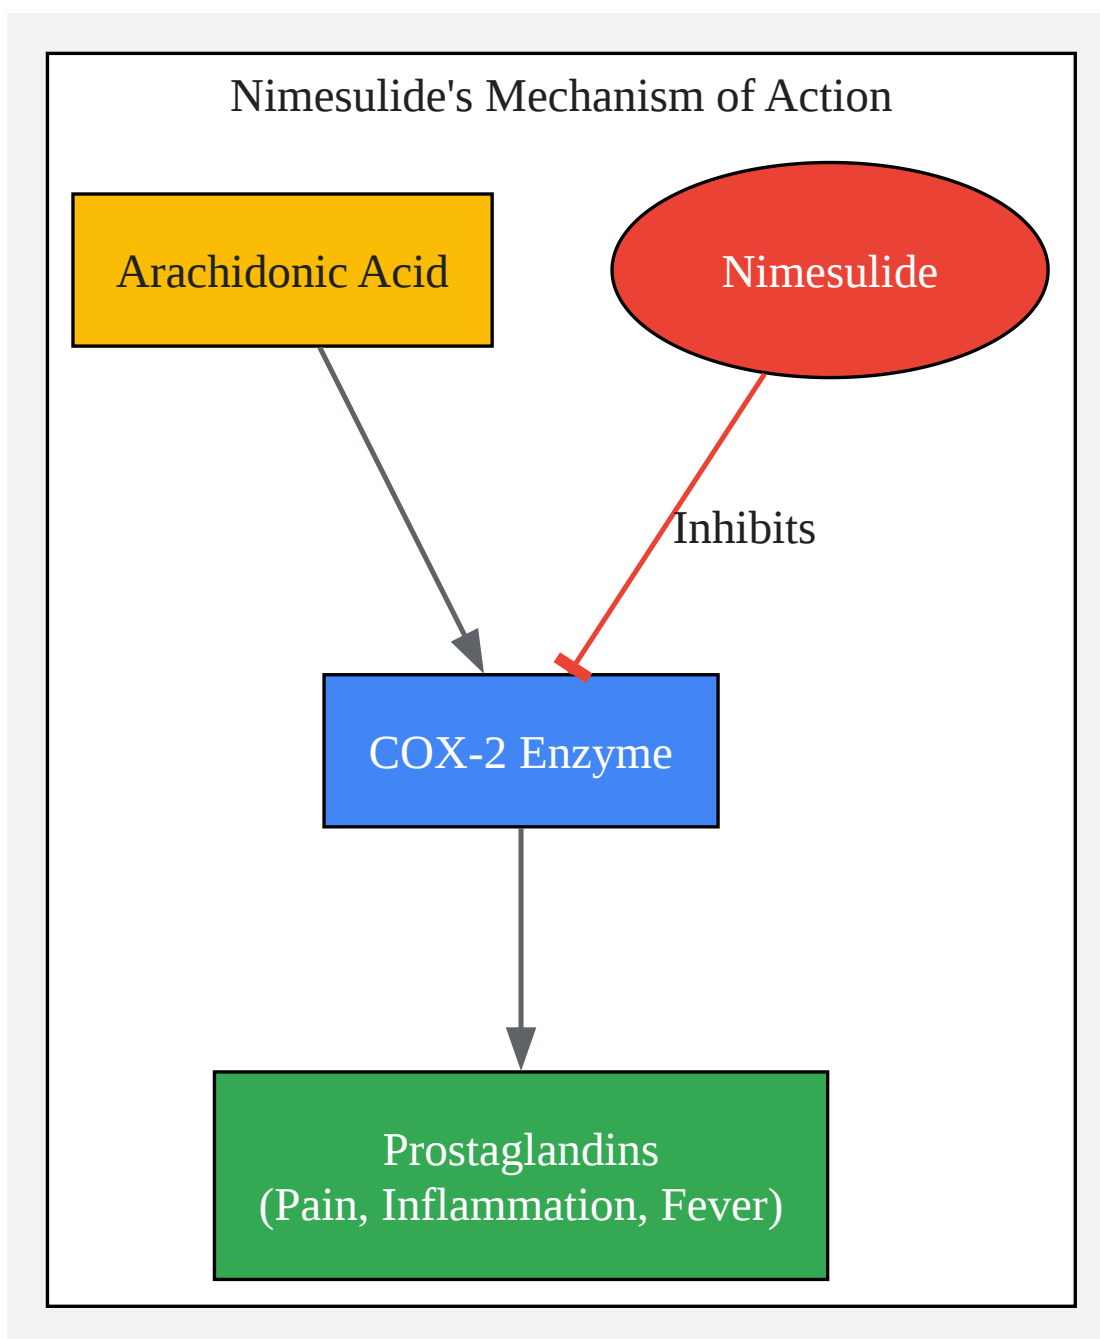 Nimesulide's Mechanism of Action
Arachidonic Acid
Nimesulide
Inhibits
COX-2 Enzyme
Prostaglandins
(Pain, Inflammation, Fever)